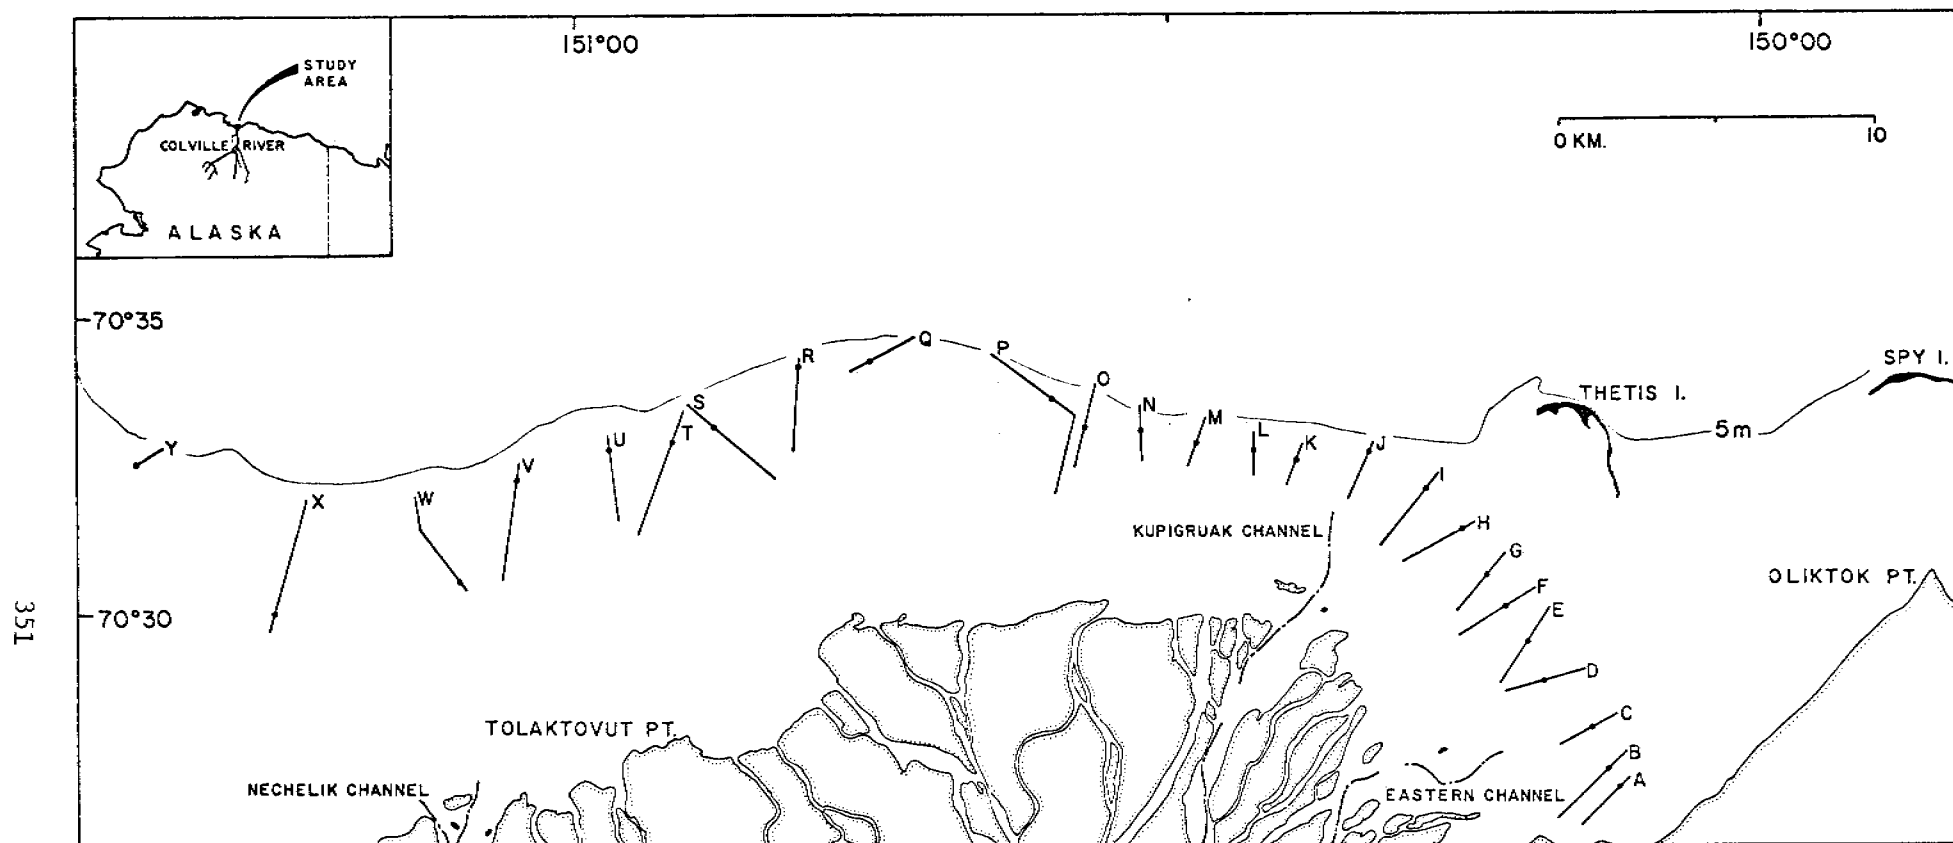 151°00
150°00
STUDY
AREA
COLVILLE RIVER
ALASKA
0 KM.
10
70°35
Q
P
R
SPY I.
O
THETIS I.
S
N
M
5m
T
U
L
K
J
Y
V
I
X
W
H
KUPIGRUAK CHANNEL
G
OLIKTOK PT.
F
E
351
70°30
D
C
TOLAKTOVUT PT.
B
A
NECHELIK CHANNEL
EASTERN CHANNEL